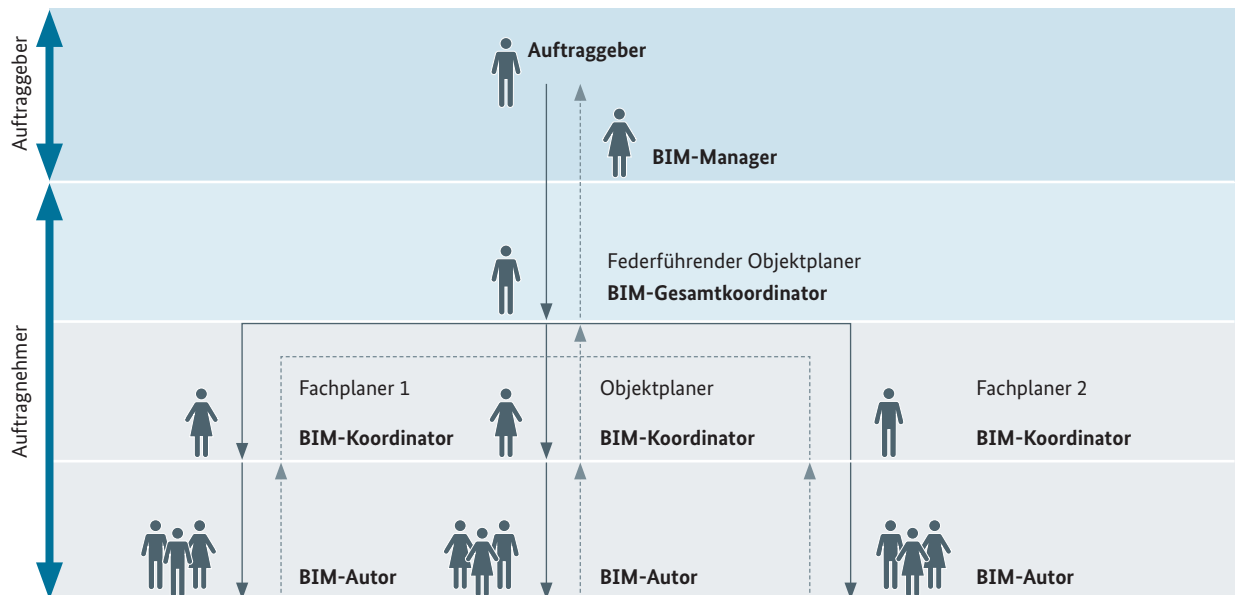 Auftraggeber
Auftraggeber
BIM-Manager
Auftragnehmer
Federführender Objektplaner
BIM-Gesamtkoordinator
Fachplaner 1
Objektplaner
Fachplaner 2
BIM-Koordinator
BIM-Koordinator
BIM-Koordinator
BIM-Autor
BIM-Autor
BIM-Autor